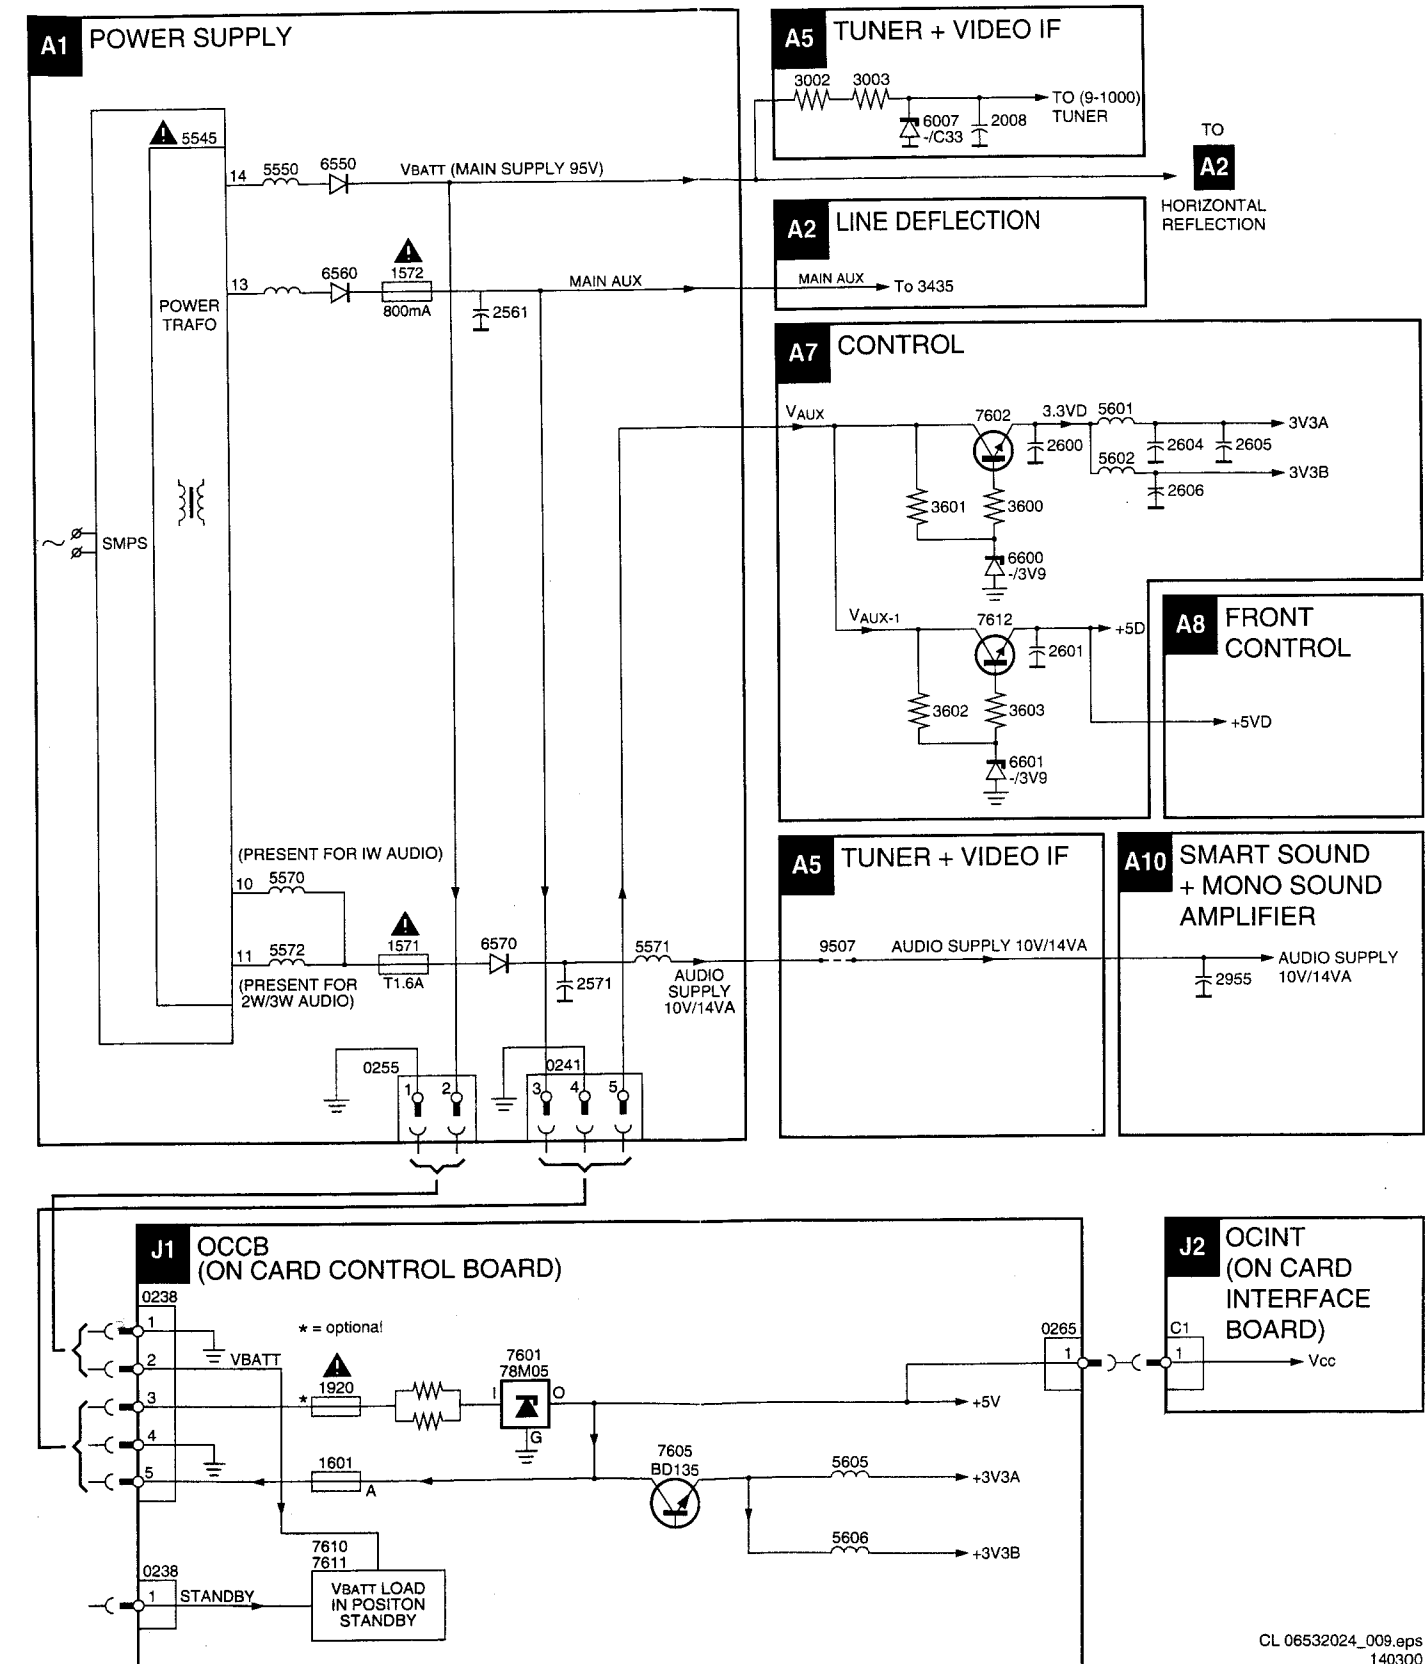 A1 POWER SUPPLY
5545
14
5550
6550
VBATT (MAIN SUPPLY 95V)
13
6560
1572
800mA
2561
MAIN AUX
POWER
TRAFO
SMPS
(PRESENT FOR IW AUDIO)
10
5570
11
5572
(PRESENT FOR
2W/3W AUDIO)
1571
T1.6A
6570
2571
5571
AUDIO
SUPPLY
10V/14VA
0255
1
2
0241
3
4
5
A5 TUNER + VIDEO IF
3002
3003
6007
-/C33
2008
TO (9-1000)
TUNER
TO
A2
HORIZONTAL
REFLECTION
A2 LINE DEFLECTION
MAIN AUX
To 3435
A7 CONTROL
VAUX
7602
3.3VD
5601
3V3A
2600
2604
2605
5602
3V3B
2606
3601
3600
6600
-/3V9
VAUX-1
7612
+5D
2601
3602
3603
6601
-/3V9
A8 FRONT
CONTROL
+5VD
A5 TUNER + VIDEO IF
9507
AUDIO SUPPLY 10V/14VA
A10 SMART SOUND
+ MONO SOUND
AMPLIFIER
AUDIO SUPPLY
10V/14VA
2955
J1 OCCB
(ON CARD CONTROL BOARD)
0238
1
2
3
4
5
* = optional
VBATT
*
1920
7601
78M05
I
O
G
+5V
1601
A
7605
BD135
5605
+3V3A
5606
+3V3B
0238
1
STANDBY
7610
7611
VBATT LOAD
IN POSITON
STANDBY
0265
1
J2 OCINT
(ON CARD
INTERFACE
BOARD)
C1
1
Vcc
CL 06532024_009.eps
140300